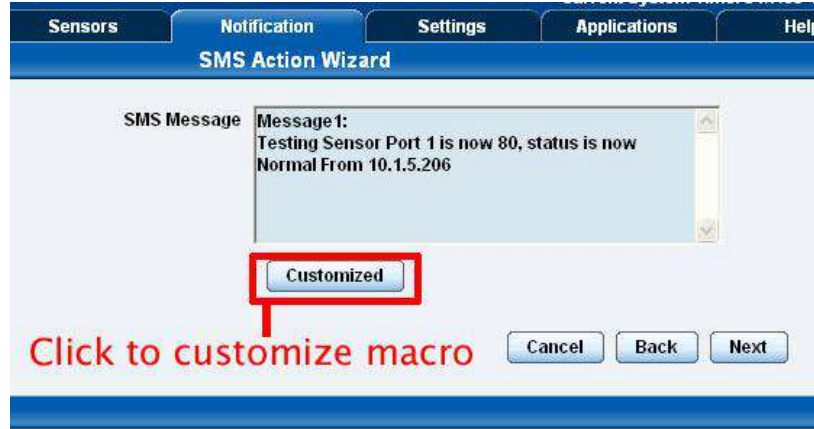 Sensors Notification Settings Applications Help
SMS Action Wizard
SMS Message
Message1:
Testing Sensor Port 1 is now 80, status is now
Normal From 10.1.5.206
Customized
Click to customize macro
Cancel Back Next